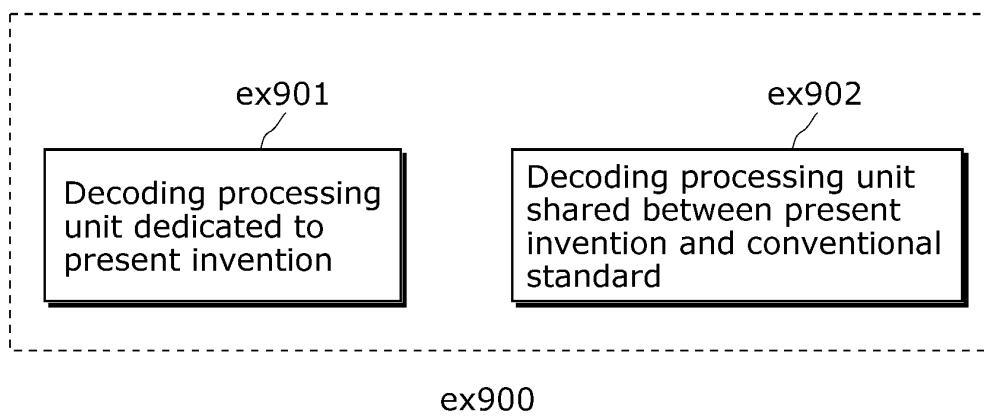 ex901
ex902
Decoding processing
unit dedicated to
present invention
Decoding processing unit
shared between present
invention and conventional
standard
ex900